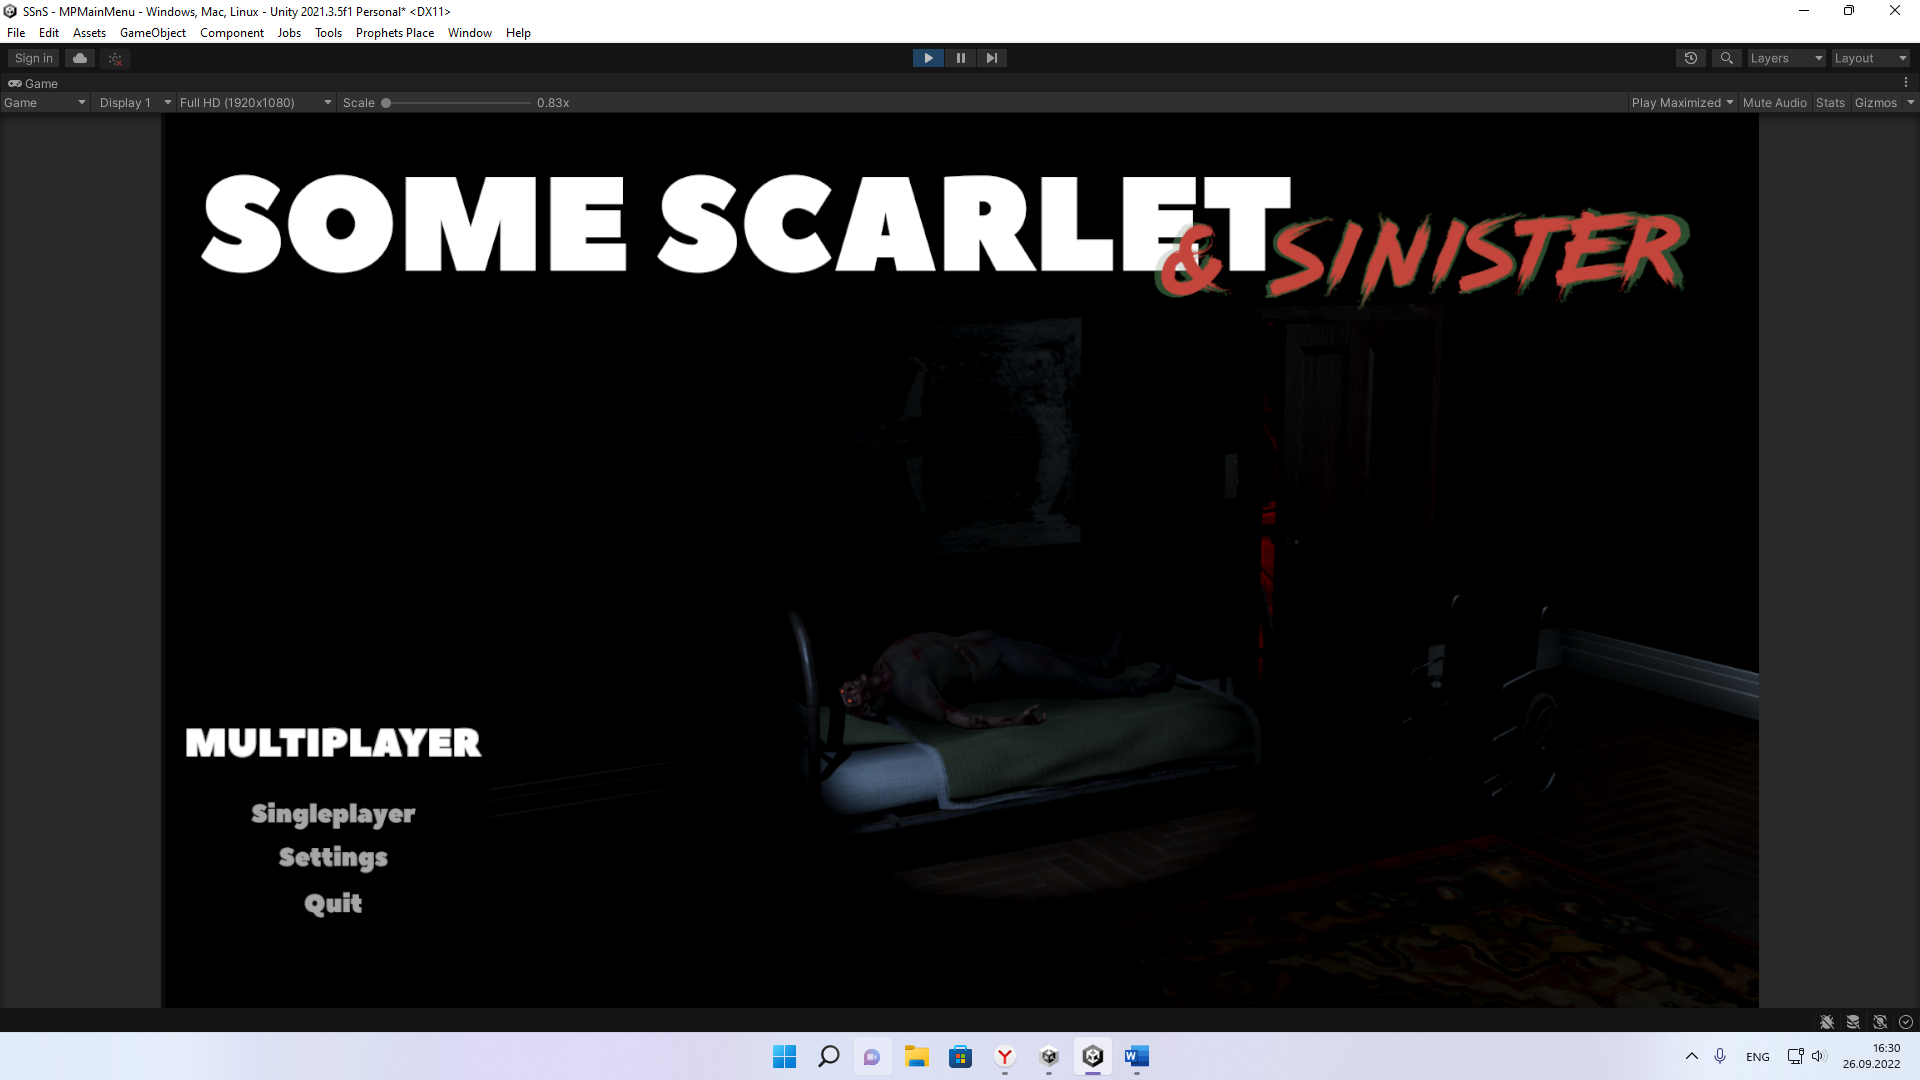 SSnS - MPMainMenu - Windows, Mac, Linux - Unity 2021.3.5f1 Personal* <DX11>
File Edit Assets GameObject Component Jobs Tools Prophets Place Window Help
Sign in Layers Layout
Game
Game Display 1 Full HD (1920x1080) Scale 0.83x Play Maximized Mute Audio Stats Gizmos
SOME SCARLET
& SINISTER
MULTIPLAYER
Singleplayer
Settings
Quit
ENG
16:30
26.09.2022